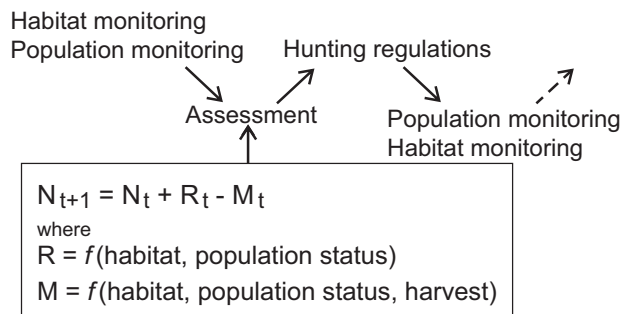 Habitat monitoring
Population monitoring
Hunting regulations
Assessment
Population monitoring
Habitat monitoring
N t+1 = N t + R t - M t
where
R = f(habitat, population status)
M = f(habitat, population status, harvest)